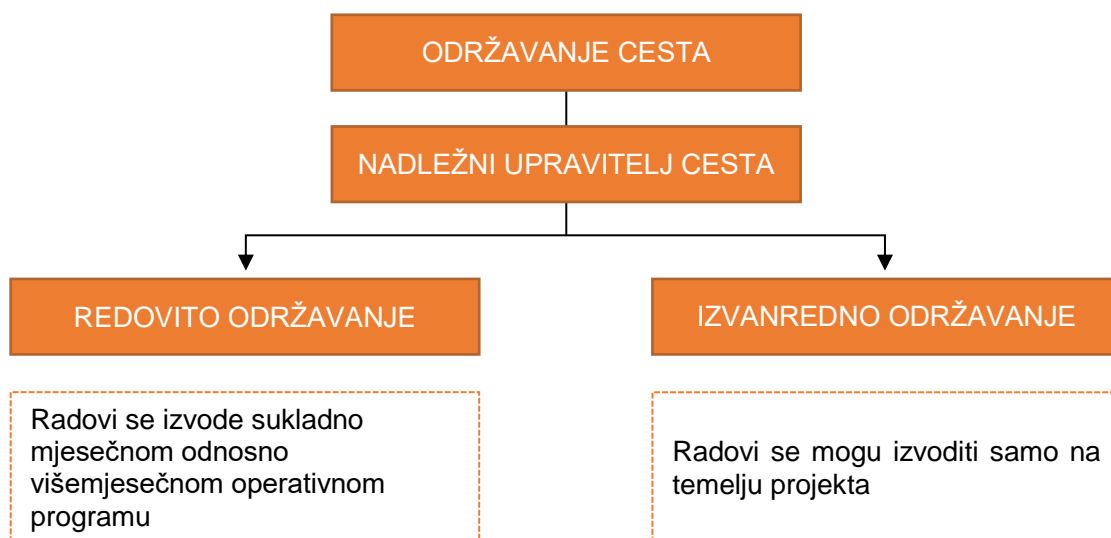 ODRŽAVANJE CESTA
NADLEŽNI UPRAVITELJ CESTA
REDOVITO ODRŽAVANJE
IZVANREDNO ODRŽAVANJE
Radovi se izvode sukladno
mjesečnom odnosno
višemjesečnom operativnom
programu
Radovi se mogu izvoditi samo na
temelju projekta